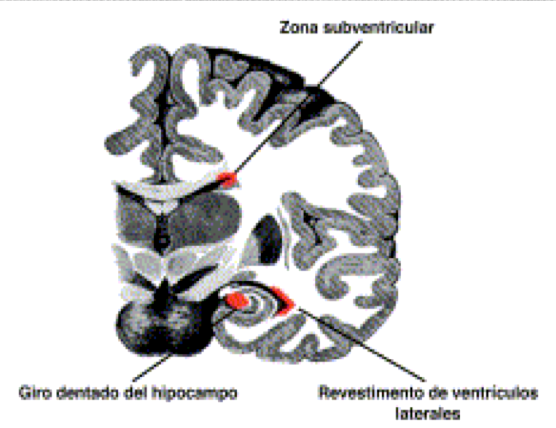 Zona subventricular
Giro dentado del hipocampo
Revestimento de ventrículos
laterales